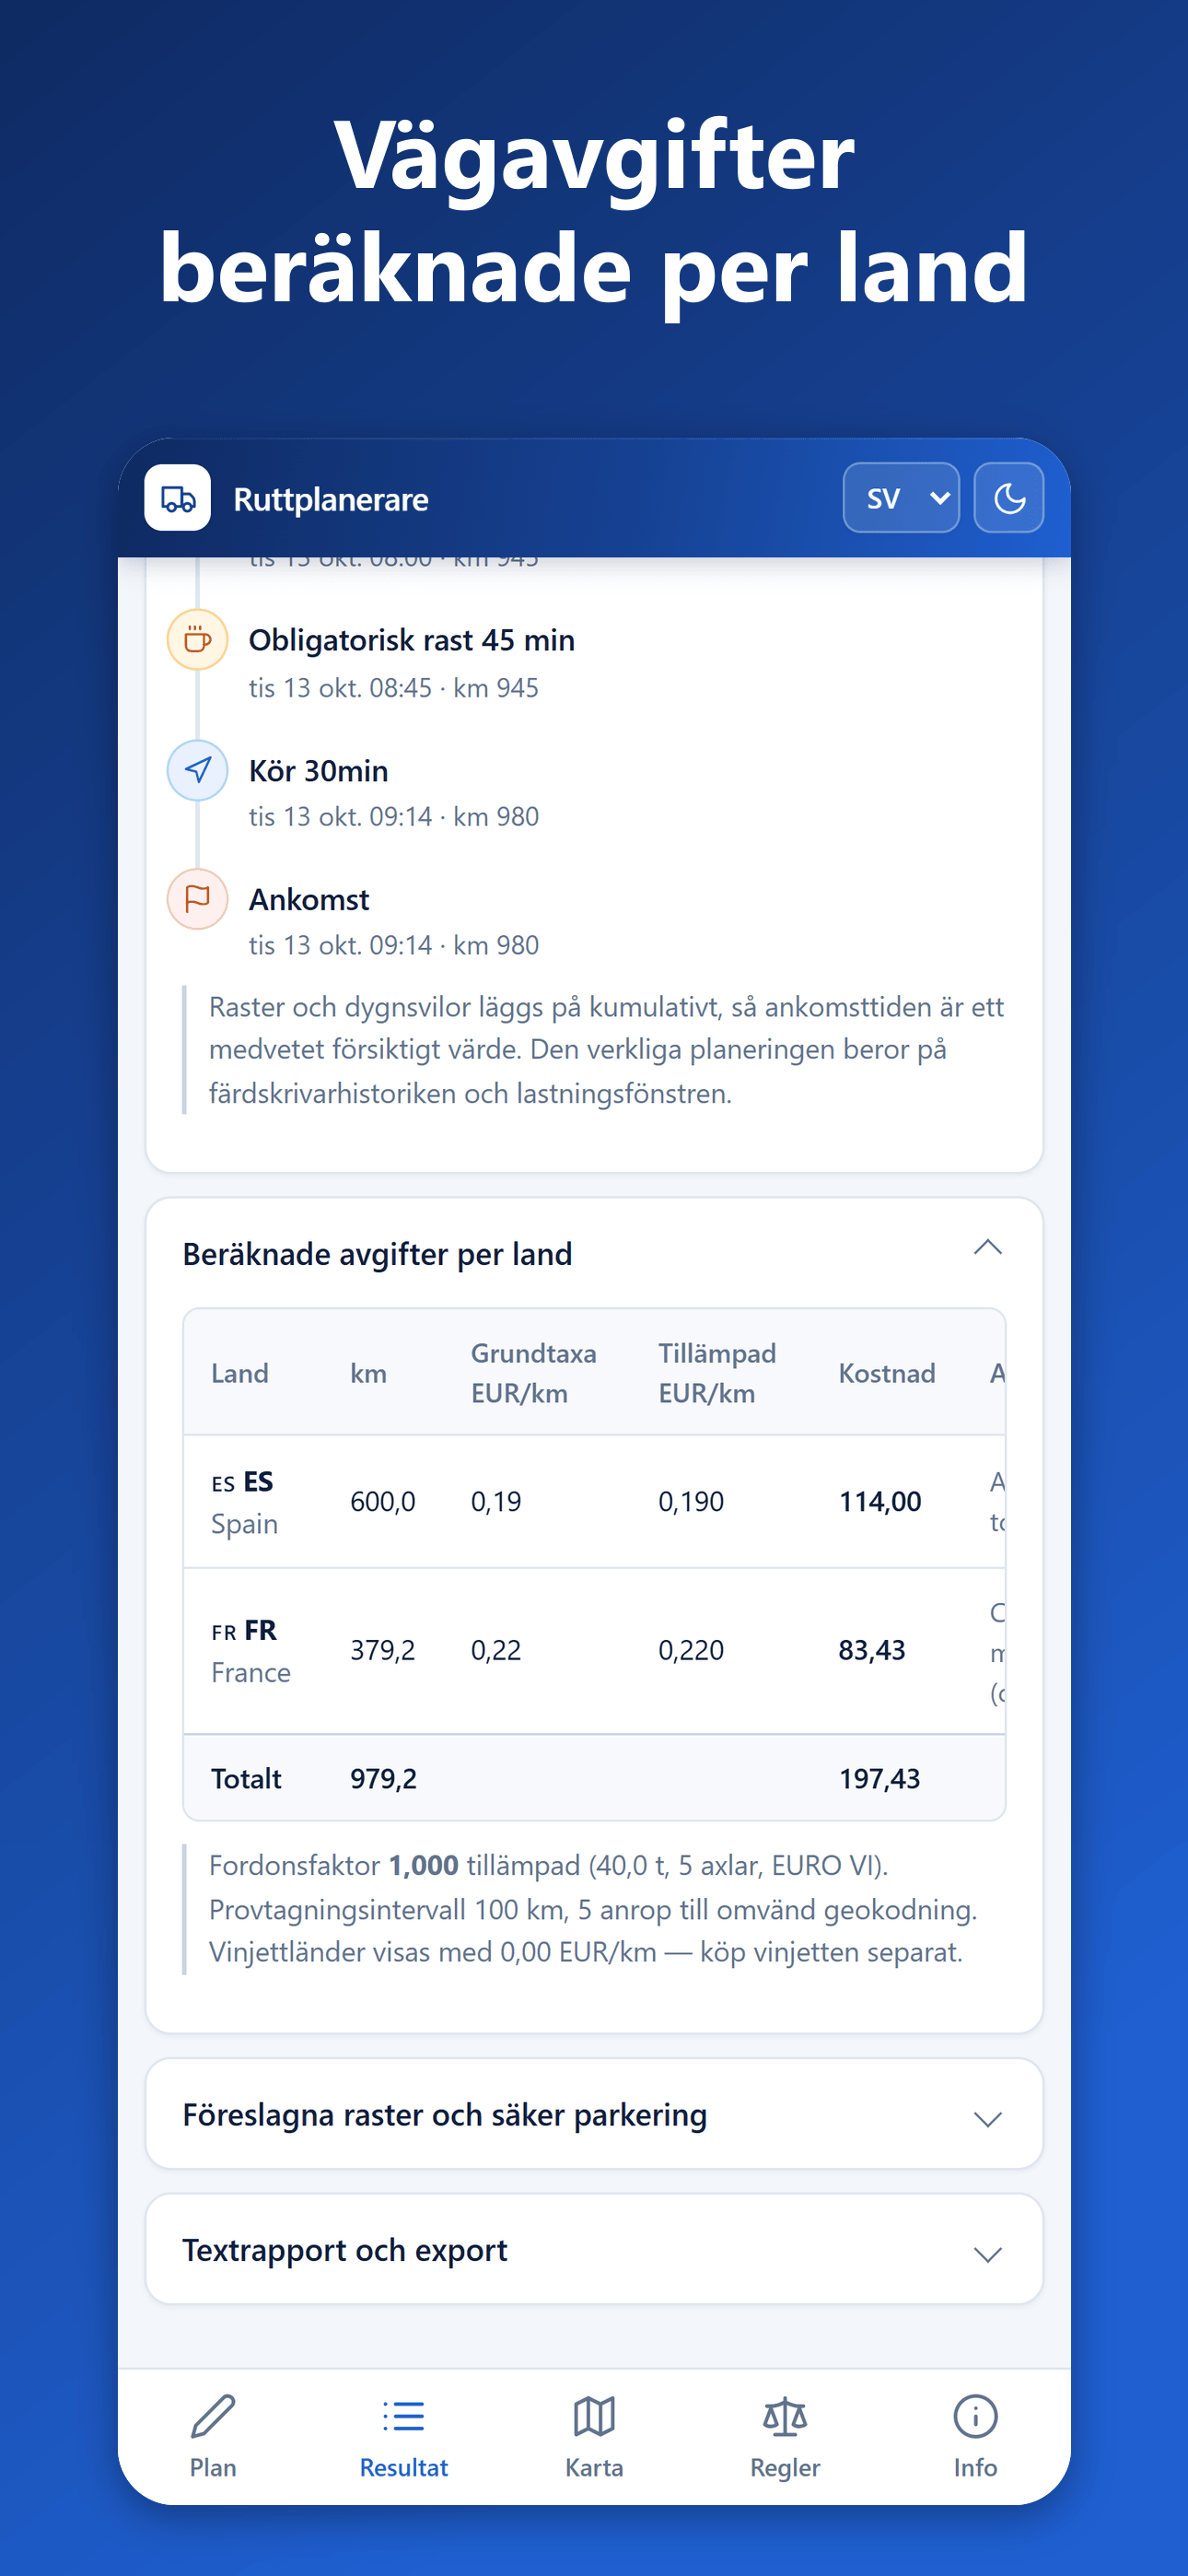 Vägavgifter
beräknade per land
Ruttplanerare
SV
tis 13 okt. 08:00 · km 945
Obligatorisk rast 45 min
tis 13 okt. 08:45 · km 945
Kör 30min
tis 13 okt. 09:14 · km 980
Ankomst
tis 13 okt. 09:14 · km 980
Raster och dygnsvilor läggs på kumulativt, så ankomsttiden är ett
medvetet försiktigt värde. Den verkliga planeringen beror på
färdskrivarhistoriken och lastningsfönstren.
Beräknade avgifter per land
Land km Grundtaxa EUR/km Tillämpad EUR/km Kostnad
ES ES Spain 600,0 0,19 0,190 114,00
FR FR France 379,2 0,22 0,220 83,43
Totalt 979,2 197,43
Fordonsfaktor 1,000 tillämpad (40,0 t, 5 axlar, EURO VI).
Provtagningsintervall 100 km, 5 anrop till omvänd geokodning.
Vinjettländer visas med 0,00 EUR/km — köp vinjetten separat.
Föreslagna raster och säker parkering
Textrapport och export
Plan Resultat Karta Regler Info